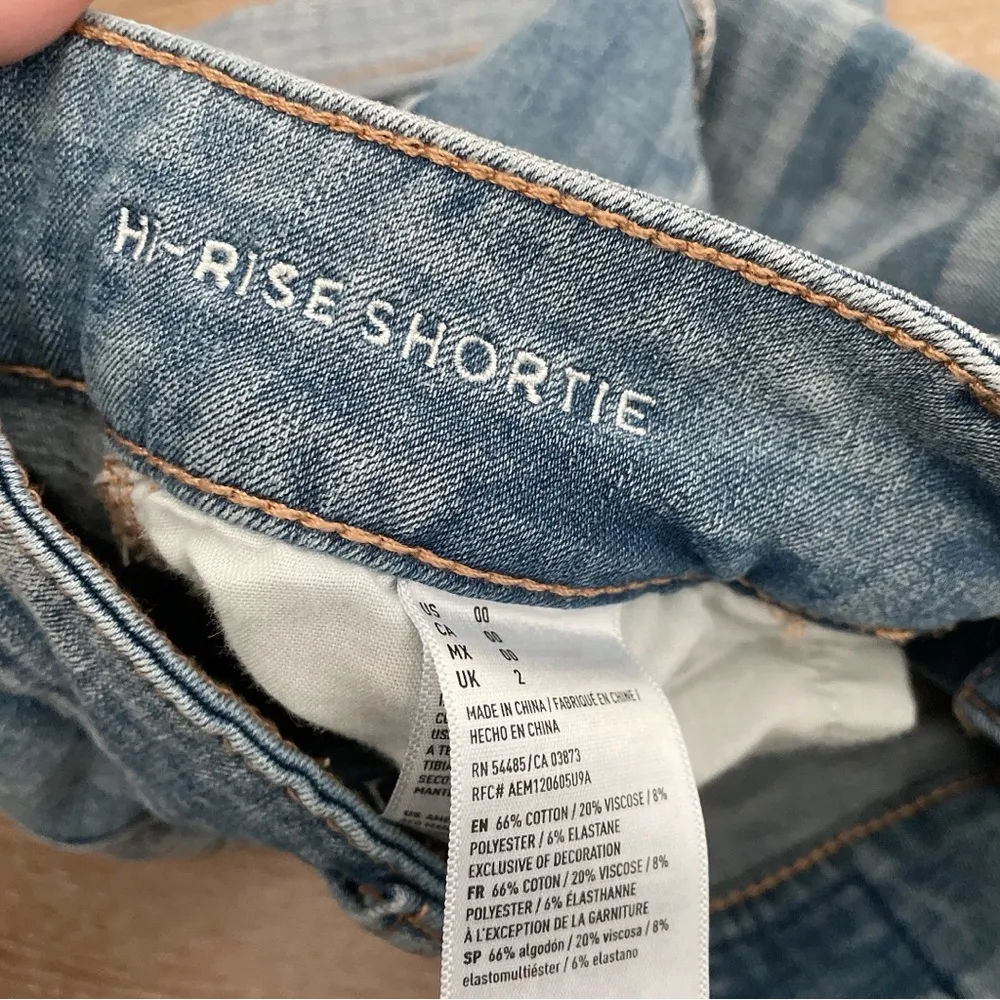 Hi-RISE SHORTIE
US 00
CA 00
MX 00
UK 2
MADE IN CHINA / FABRIQUÉ EN CHINE /
HECHO EN CHINA
RN 54485/CA 03873
RFC# AEM120605U9A
EN 66% COTTON / 20% VISCOSE / 8%
POLYESTER / 6% ELASTANE
EXCLUSIVE OF DECORATION
FR 66% COTON / 20% VISCOSE / 8%
POLYESTER / 6% ÉLASTHANNE
À L'EXCEPTION DE LA GARNITURE
SP 66% algodón / 20% viscosa / 8%
elastomultiéster / 6% elastano